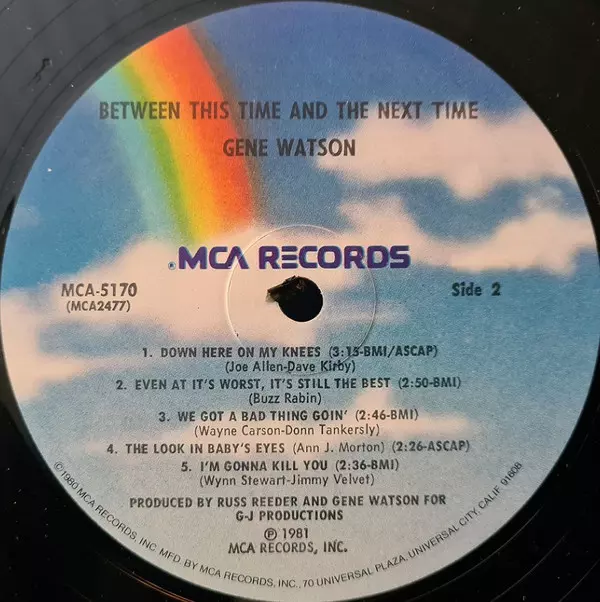 BETWEEN THIS TIME AND THE NEXT TIME
GENE WATSON
MCA RECORDS
MCA-5170
(MCA2477)
Side 2
1. DOWN HERE ON MY KNEES (3:15-BMI/ASCAP)
(Joe Allen-Dave Kirby)
2. EVEN AT IT'S WORST, IT'S STILL THE BEST (2:50-BMI)
(Buzz Rabin)
3. WE GOT A BAD THING GOIN' (2:46-BMI)
(Wayne Carson-Donn Tankersly)
4. THE LOOK IN BABY'S EYES (Ann J. Morton) (2:26-ASCAP)
5. I'M GONNA KILL YOU (2:36-BMI)
(Wynn Stewart-Jimmy Velvet)
PRODUCED BY RUSS REEDER AND GENE WATSON FOR
G-J PRODUCTIONS
℗ 1981
MCA RECORDS, INC.
©1980 MCA RECORDS, INC. MFD. BY MCA RECORDS, INC., 70 UNIVERSAL PLAZA, UNIVERSAL CITY, CALIF. 91608